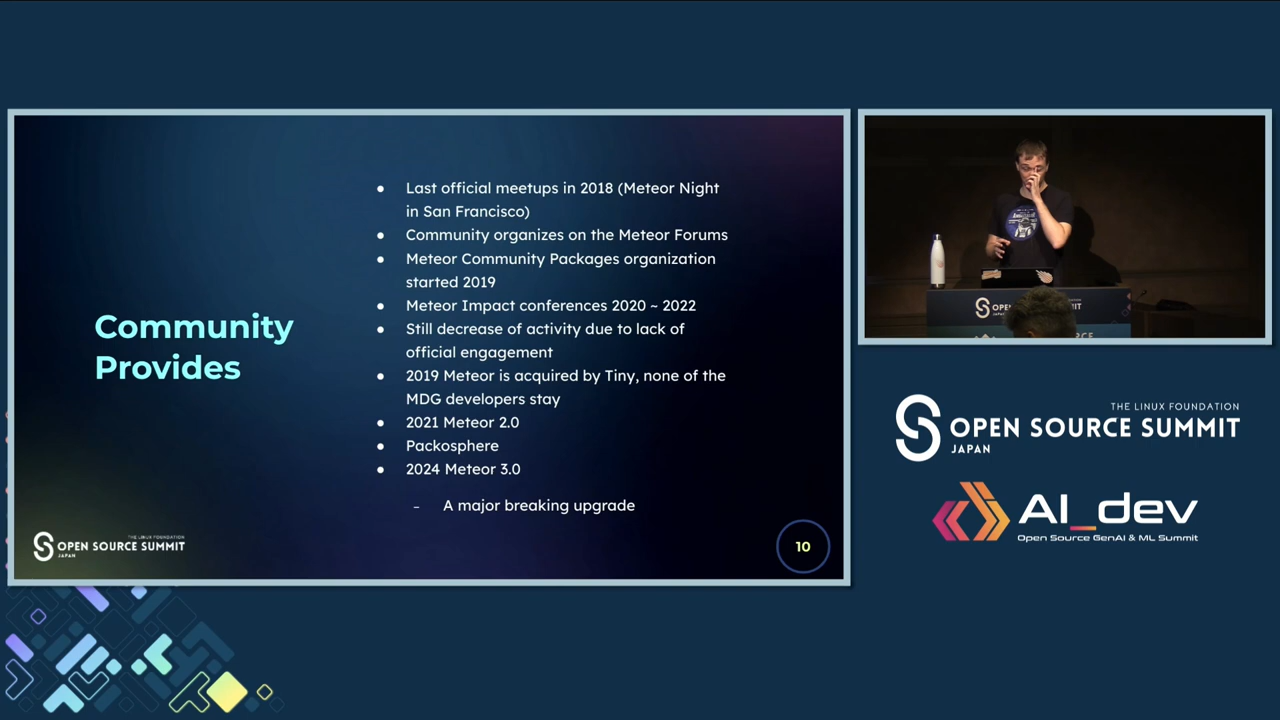 Community
Provides
● Last official meetups in 2018 (Meteor Night
in San Francisco)
● Community organizes on the Meteor Forums
● Meteor Community Packages organization
started 2019
● Meteor Impact conferences 2020 ~ 2022
● Still decrease of activity due to lack of
official engagement
● 2019 Meteor is acquired by Tiny, none of the
MDG developers stay
● 2021 Meteor 2.0
● Packosphere
● 2024 Meteor 3.0
– A major breaking upgrade
THE LINUX FOUNDATION
OPEN SOURCE SUMMIT
JAPAN
10
THE LINUX FOUNDATION
OPEN SOURCE SUMMIT
JAPAN
AI_dev
Open Source GenAI & ML Summit